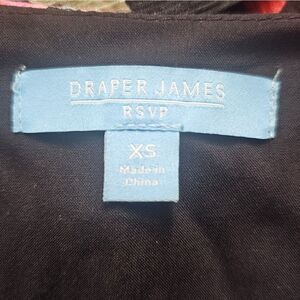 DRAPER JAMES
RSVP
XS
Made in
China